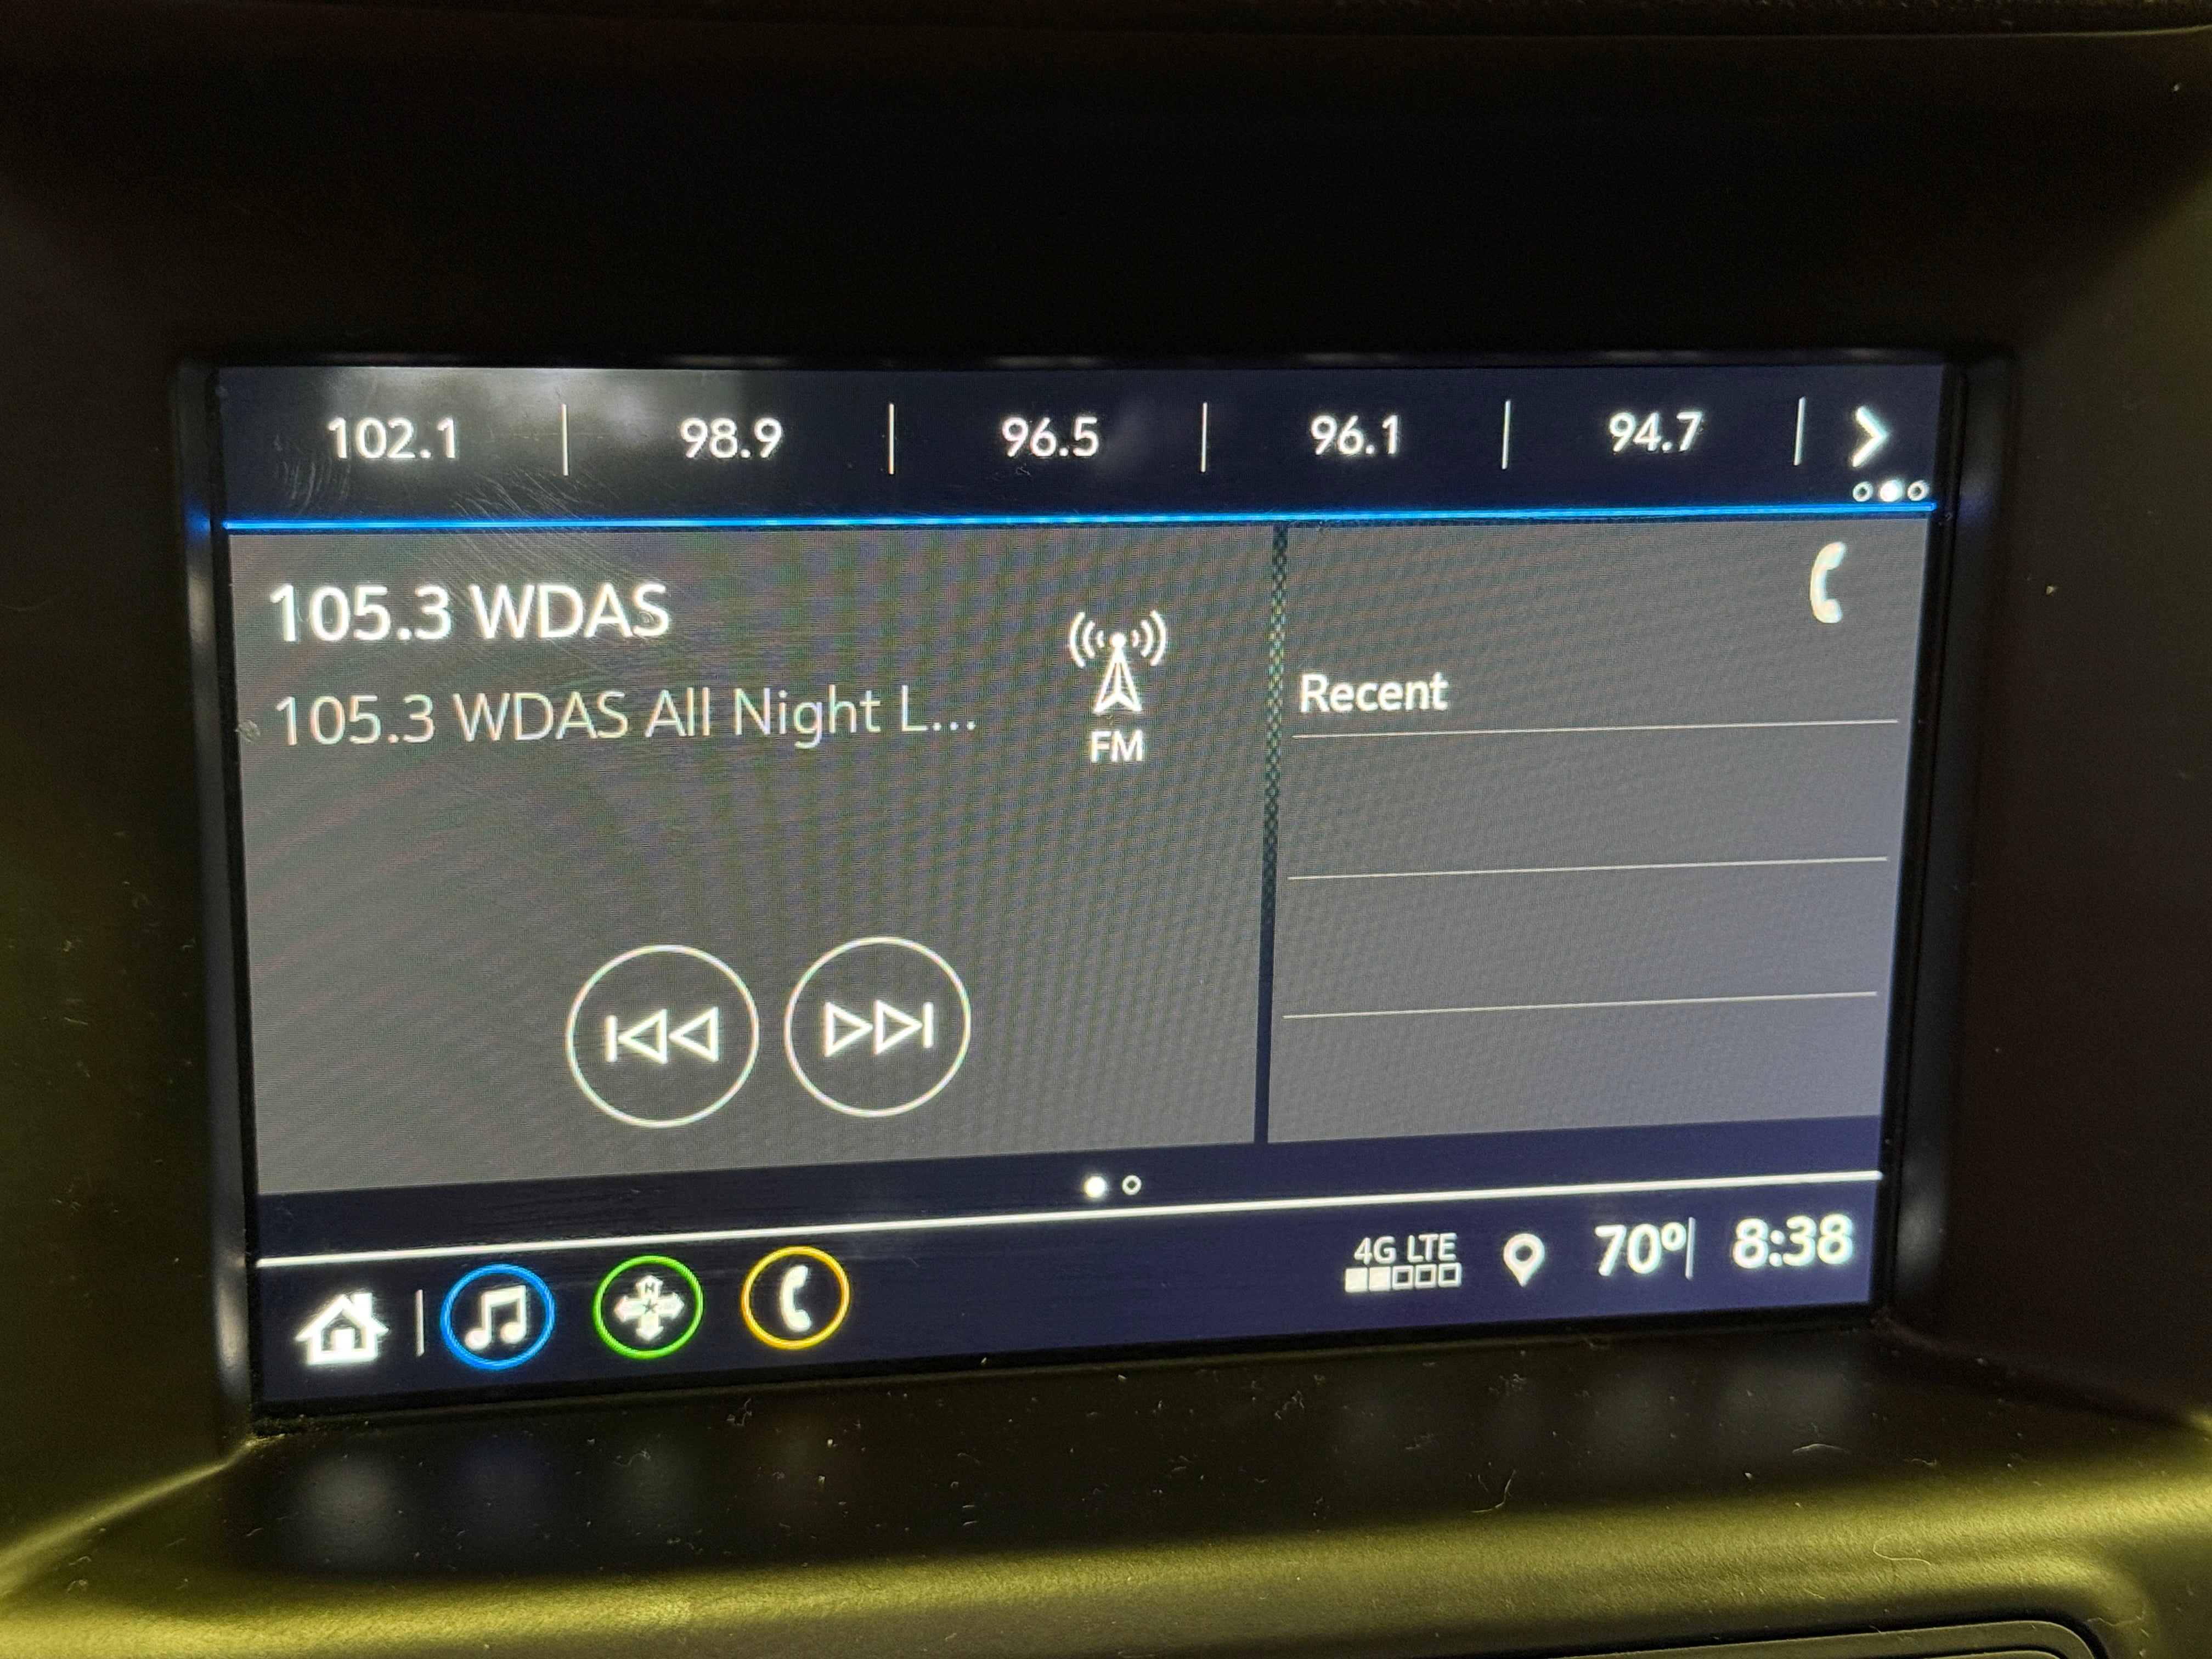 102.1 98.9 96.5 96.1 94.7
105.3 WDAS
105.3 WDAS All Night L...
FM
Recent
4G LTE
70° 8:38
N